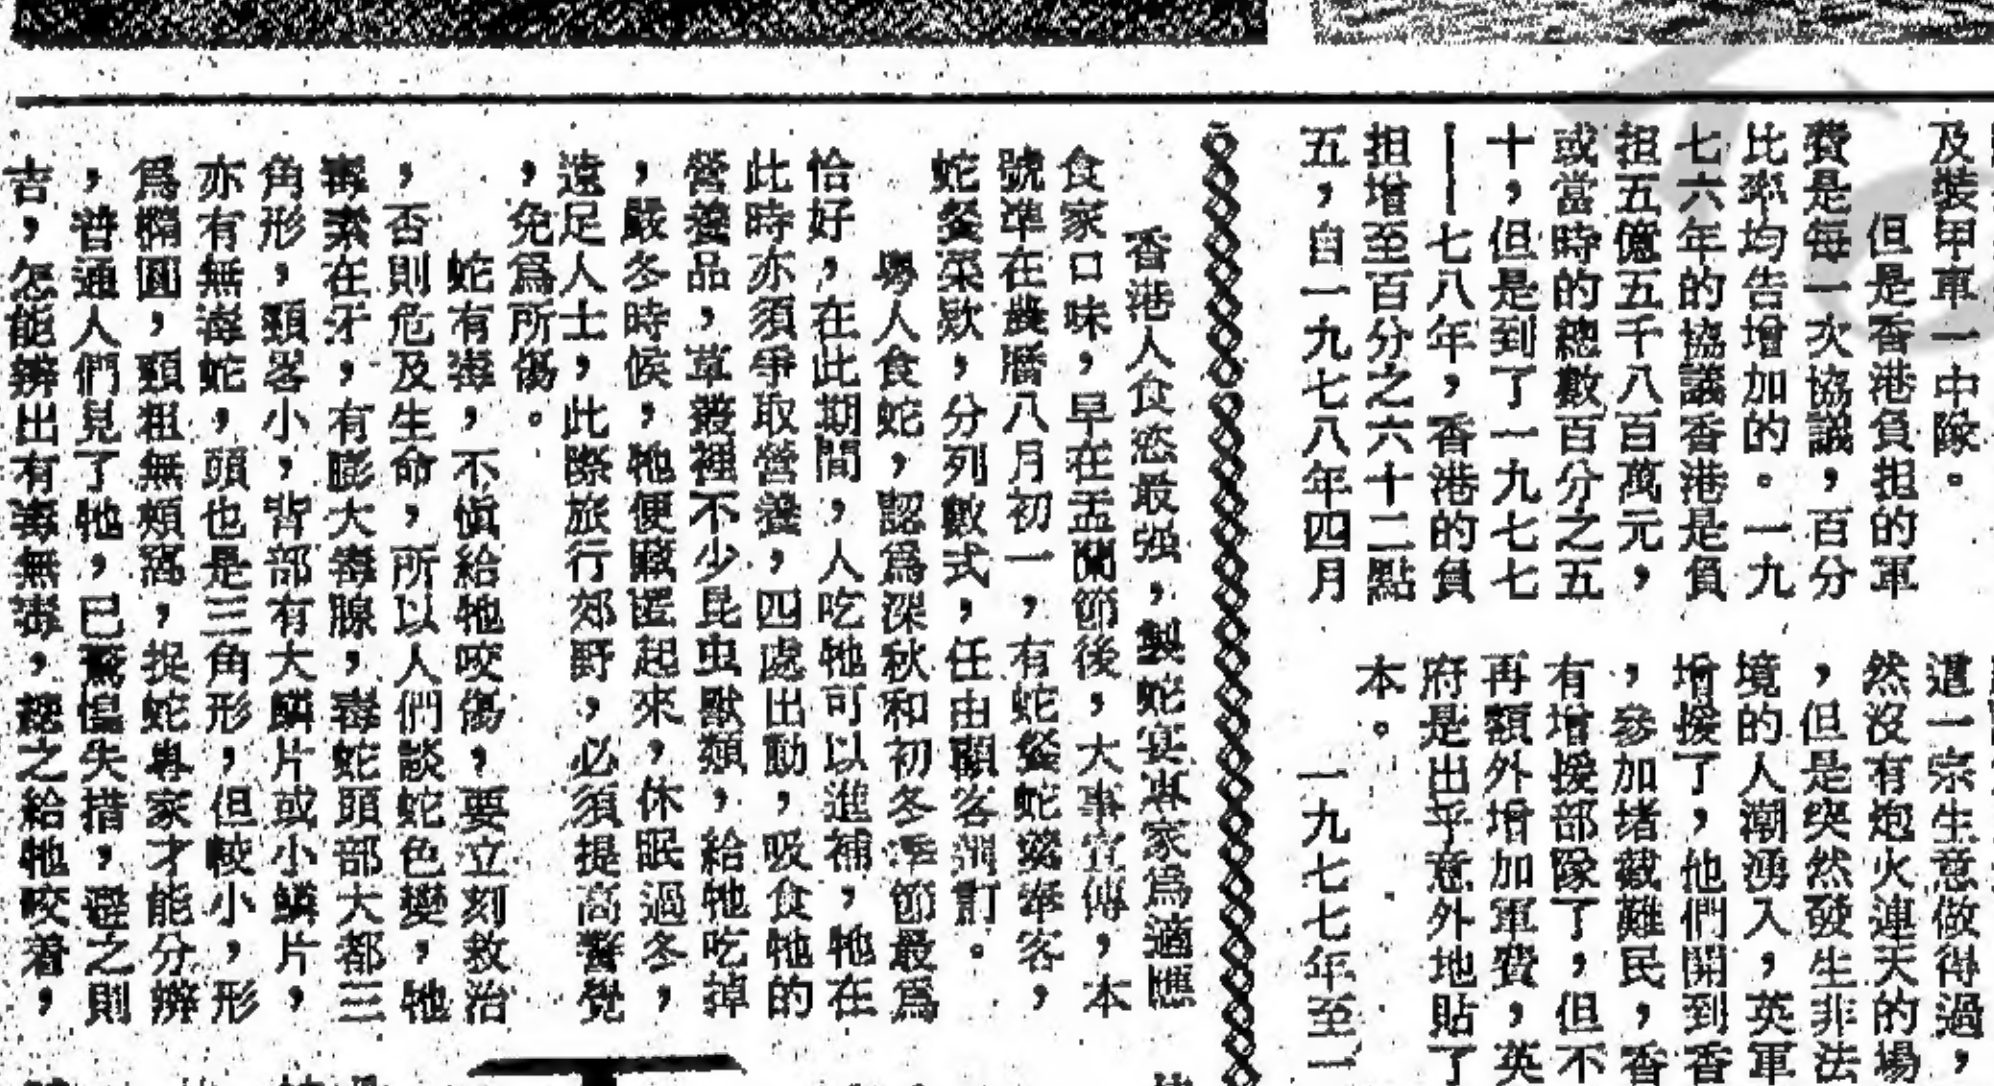 及裝甲車一中隊。
但是香港負担的軍
費是每一次協議，百分
比率均告增加的。一九
七六年的協議香港是負
担五億五千八百萬元，
或當時的總數百分之五
十，但是到了一九七七
—七八年，香港的負
担增至百分之六十二點
五，自一九七八年四月
遣一宗生意做得過，
然沒有炮火連天的場
，但是突然發生非法
境的人潮湧入，英軍
增援了，他們開到香
，參加堵截難民，香
有增援部隊了，但不
再額外增加軍費，英
府是出乎意外地貼了
本。
一九七七年至一
香港人食慾最强，製蛇宴專家為適應
食家口味，早在盂蘭節後，大事宣傳，本
號準在農曆八月初一，有蛇餐蛇羹奉客，
蛇餐菜欵，分列數式，任由顧客預訂。
粵人食蛇，認爲深秋和初冬季節最爲
恰好，在此期間，人吃牠可以進補，牠在
此時亦須爭取營養，四處出動，吸食牠的
營養品，草叢裡不少昆虫獸類，給牠吃掉
，嚴冬時候，牠便藏匿起來，休眠過冬，
遠足人士，此際旅行郊野，必須提高警覺
，免爲所傷。
蛇有毒，不愼給牠咬傷，要立刻救治
，否則危及生命，所以人們談蛇色變，牠
毒素在牙，有膨大毒腺，毒蛇頭部大都三
角形，頸畧小，背部有大鱗片或小鱗片，
亦有無毒蛇，頭也是三角形，但較小，形
爲橢圓，頸粗無頰窩，捉蛇專家才能分辨
，普通人們見了牠，已驚惶失措，避之則
吉，怎能辨出有毒無毒，總之給牠咬着，